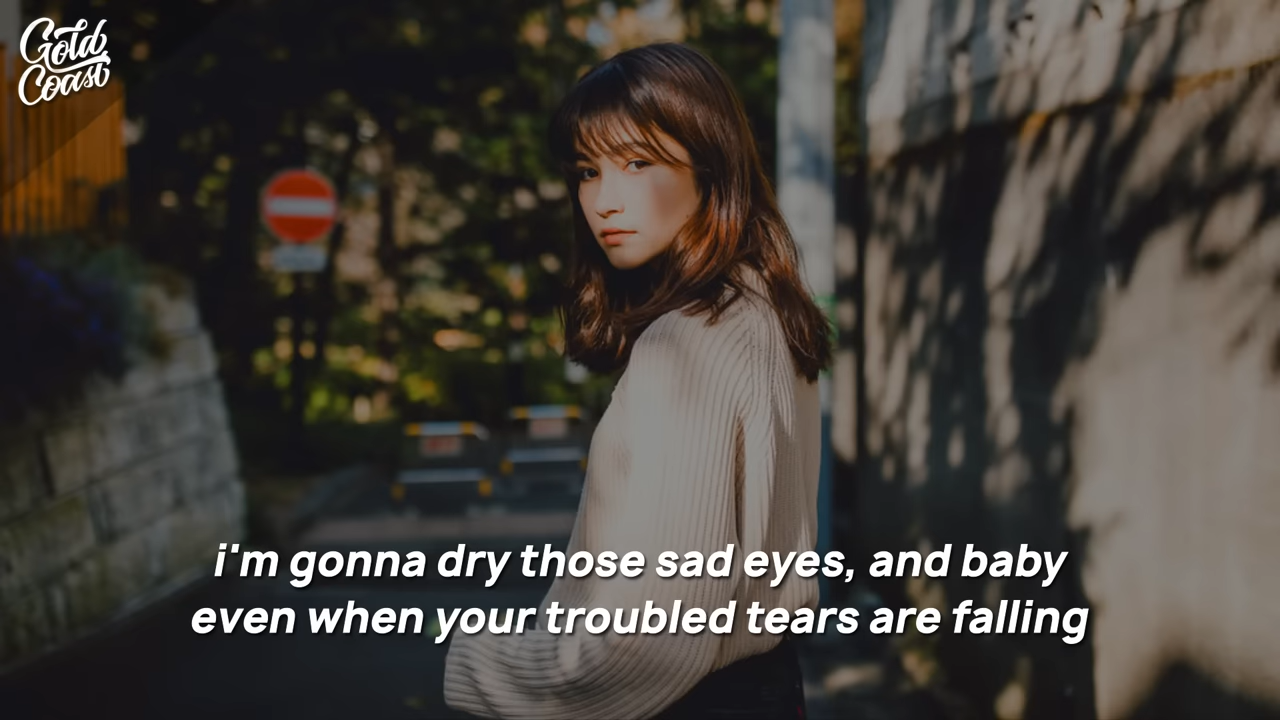 Gold
Coast
i'm gonna dry those sad eyes, and baby
even when your troubled tears are falling